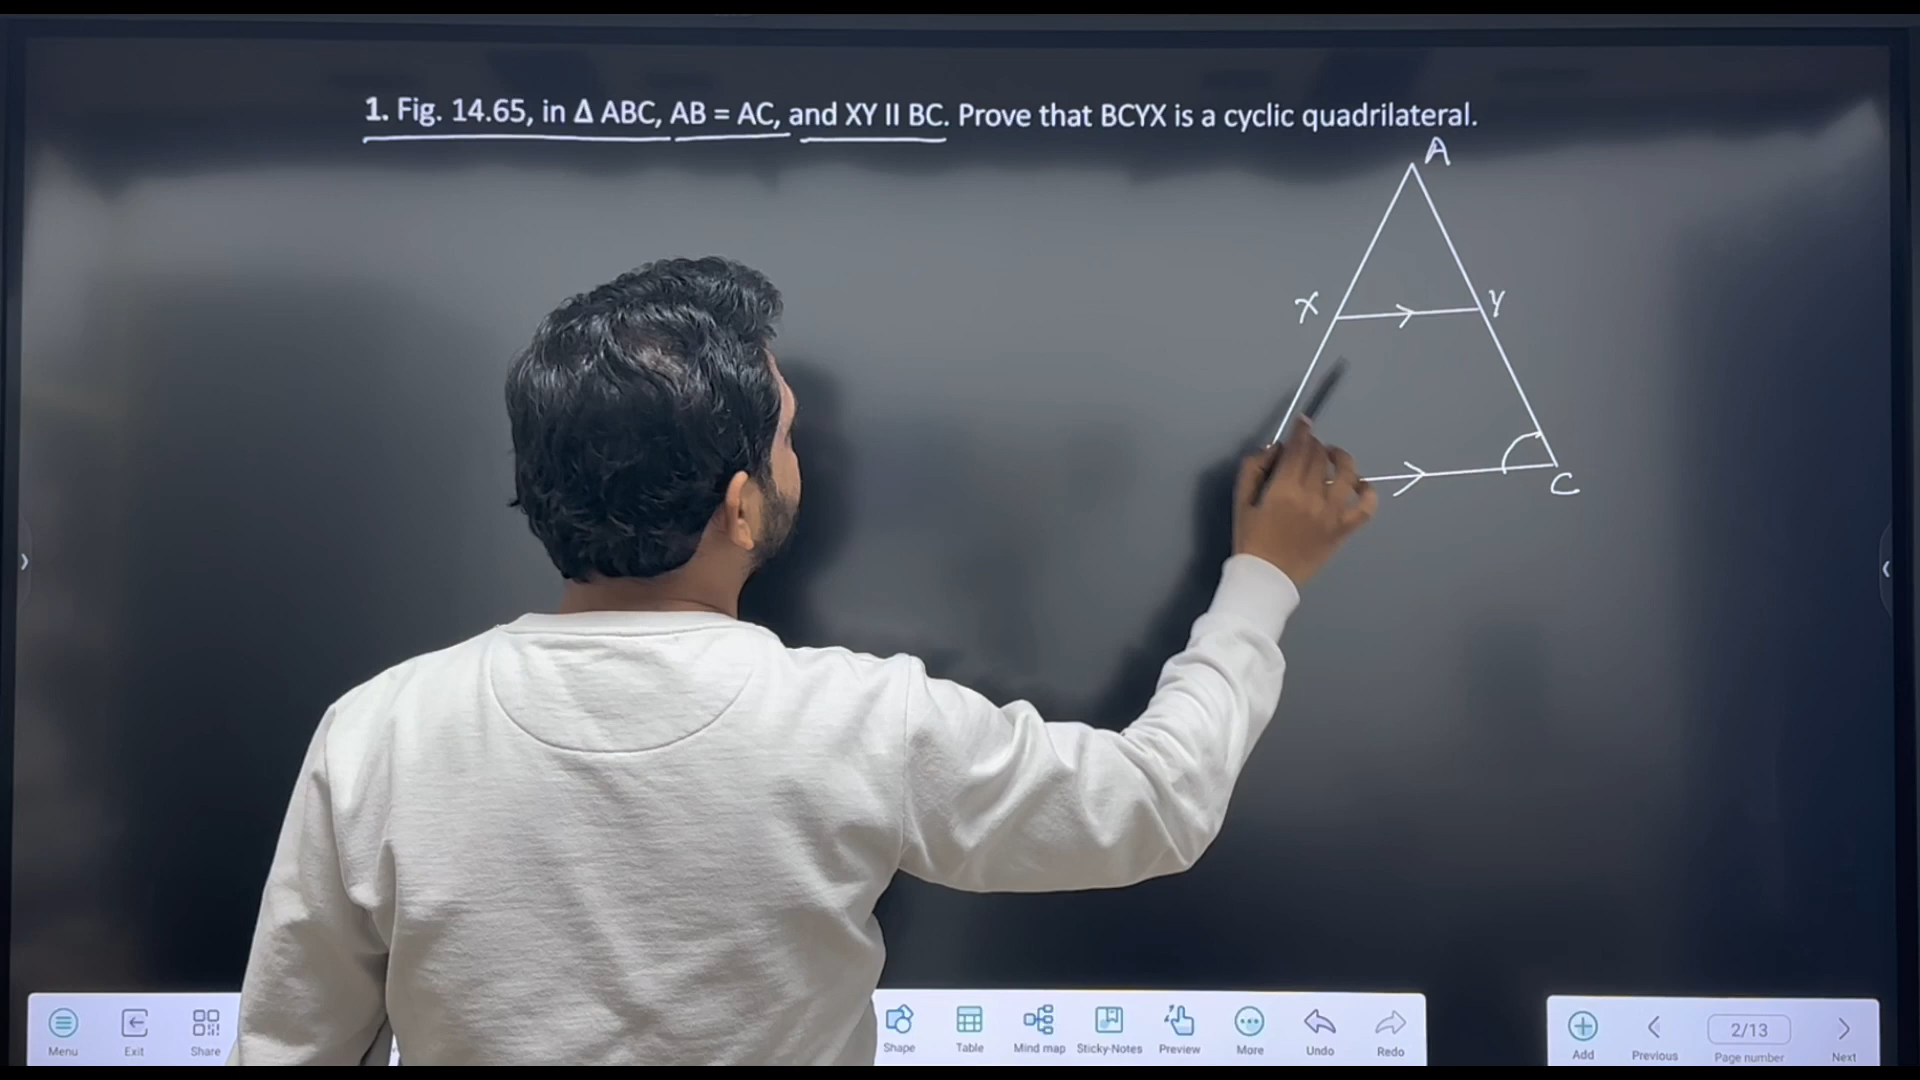 1. Fig. 14.65, in Δ ABC, AB = AC, and XY II BC. Prove that BCYX is a cyclic quadrilateral.
A
X
Y
C
Menu
Exit
Share
Shape
Table
Mind map
Sticky-Notes
Preview
More
Undo
Redo
Add
Previous
2/13
Page number
Next